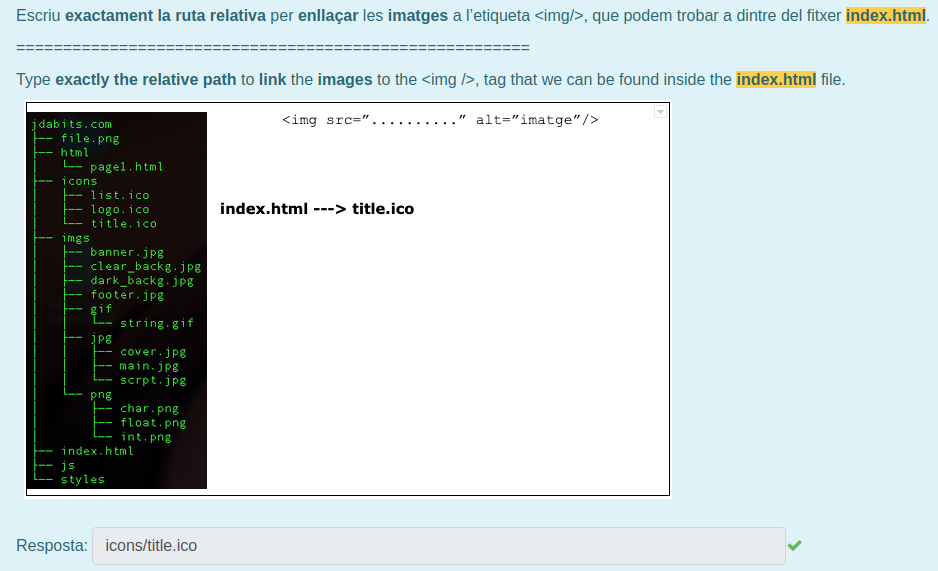 Escriu exactament la ruta relativa per enllaçar les imatges a l’etiqueta <img/>, que podem trobar a dintre del fitxer index.html.
=======================================================
Type exactly the relative path to link the images to the <img />, tag that we can be found inside the index.html file.
<img src=”..........” alt=”imatge”/>
jdabits.com
├── file.png
├── html
│   └── page1.html
├── icons
│   ├── list.ico
│   ├── logo.ico
│   └── title.ico
├── imgs
│   ├── banner.jpg
│   ├── clear_backg.jpg
│   ├── dark_backg.jpg
│   ├── footer.jpg
│   ├── gif
│   │   └── string.gif
│   ├── jpg
│   │   ├── cover.jpg
│   │   ├── main.jpg
│   │   └── scrpt.jpg
│   └── png
│       ├── char.png
│       ├── float.png
│       └── int.png
├── index.html
├── js
└── styles
index.html ---> title.ico
Resposta: icons/title.ico